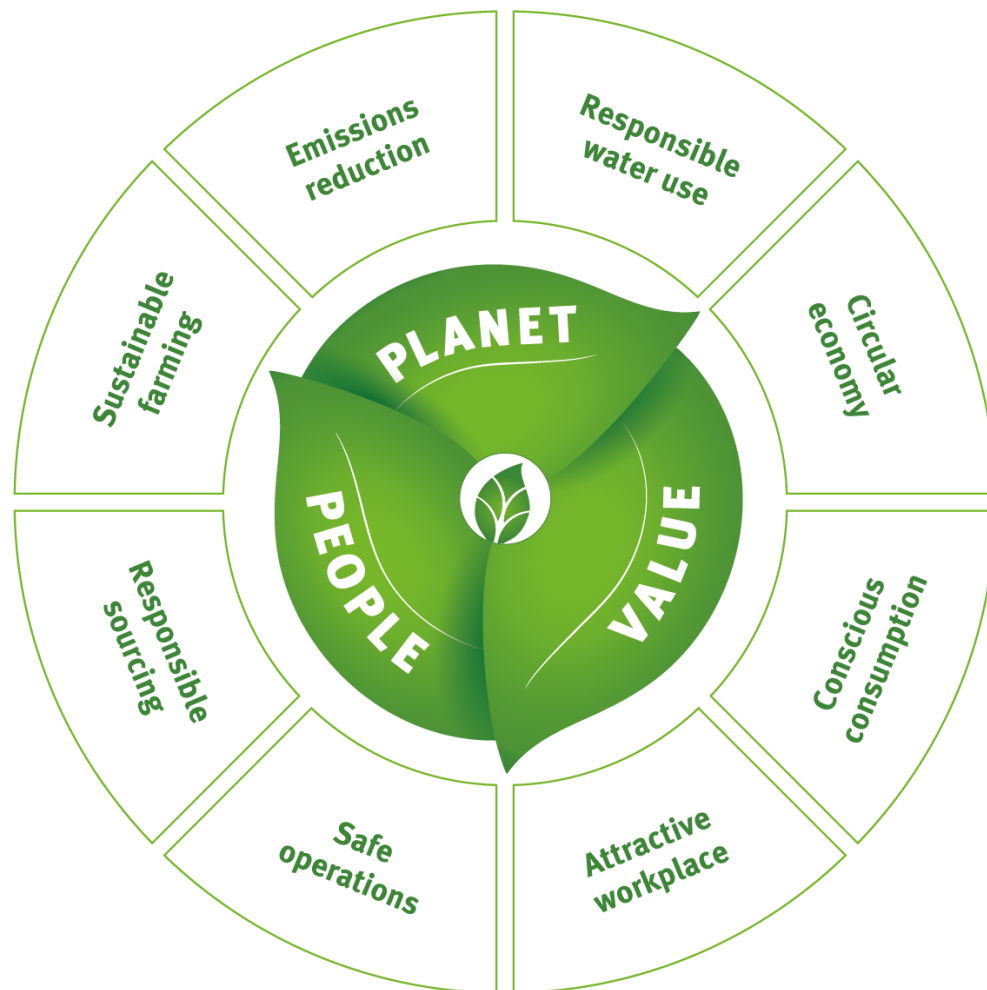 Emissions
reduction
Responsible
water use
Circular
economy
Conscious
consumption
Attractive
workplace
Safe
operations
Responsible
sourcing
Sustainable
farming
PLANET
VALUE
PEOPLE